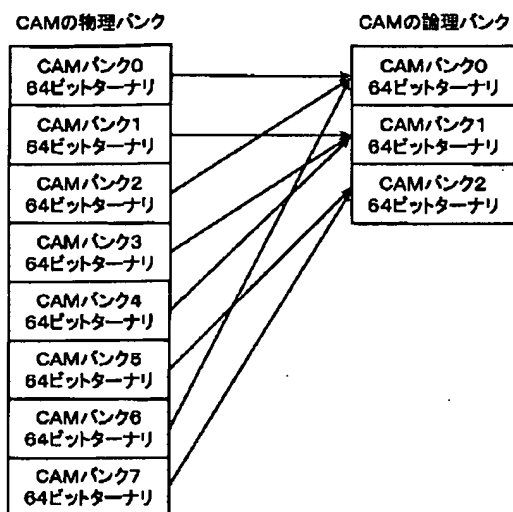 CAMの物理バンク
CAMバンク0
64ビットターナリ
CAMバンク1
64ビットターナリ
CAMバンク2
64ビットターナリ
CAMバンク3
64ビットターナリ
CAMバンク4
64ビットターナリ
CAMバンク5
64ビットターナリ
CAMバンク6
64ビットターナリ
CAMバンク7
64ビットターナリ
CAMの論理バンク
CAMバンク0
64ビットターナリ
CAMバンク1
64ビットターナリ
CAMバンク2
64ビットターナリ